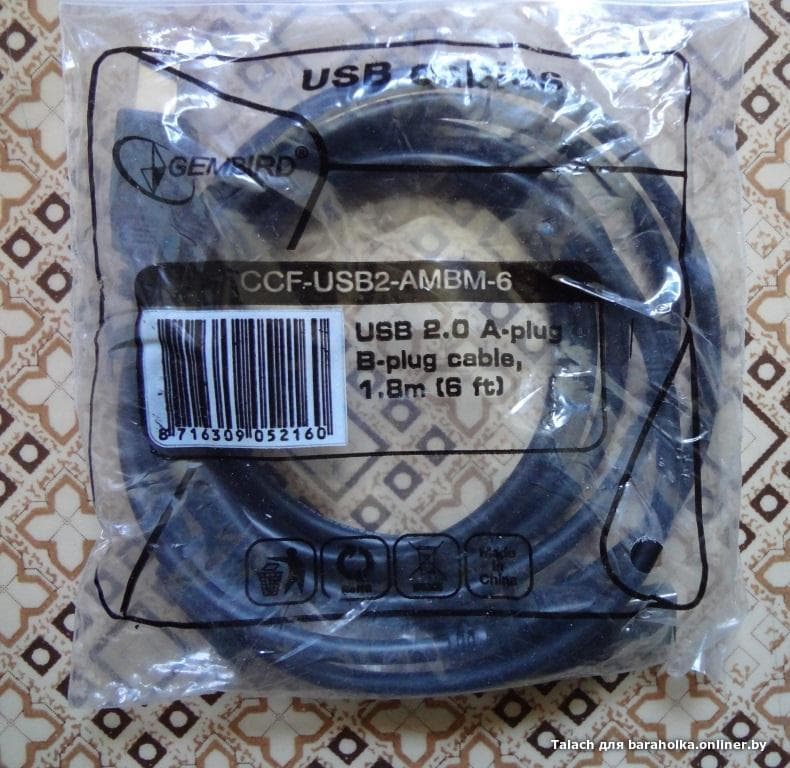 USB cables
GEMBIRD®
CCF-USB2-AMBM-6
USB 2.0 A-plug
B-plug cable,
1.8m (6 ft)
8 716309 052160
Made
in
China
Talach для baraholka.onliner.by